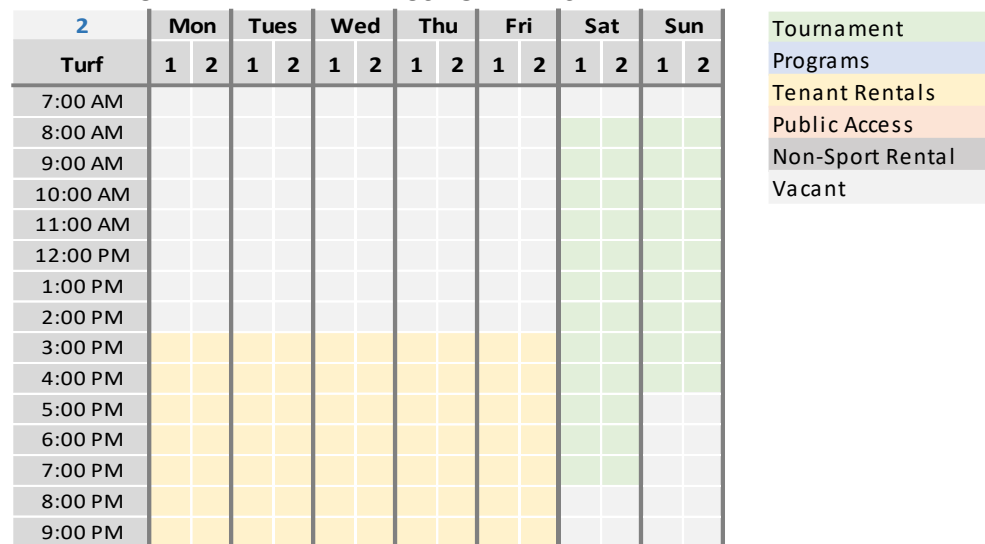 2 Mon Tues Wed Thu Fri Sat Sun
Turf 1 2 1 2 1 2 1 2 1 2 1 2 1 2
7:00 AM
8:00 AM
9:00 AM
10:00 AM
11:00 AM
12:00 PM
1:00 PM
2:00 PM
3:00 PM
4:00 PM
5:00 PM
6:00 PM
7:00 PM
8:00 PM
9:00 PM
Tournament
Programs
Tenant Rentals
Public Access
Non-Sport Rental
Vacant